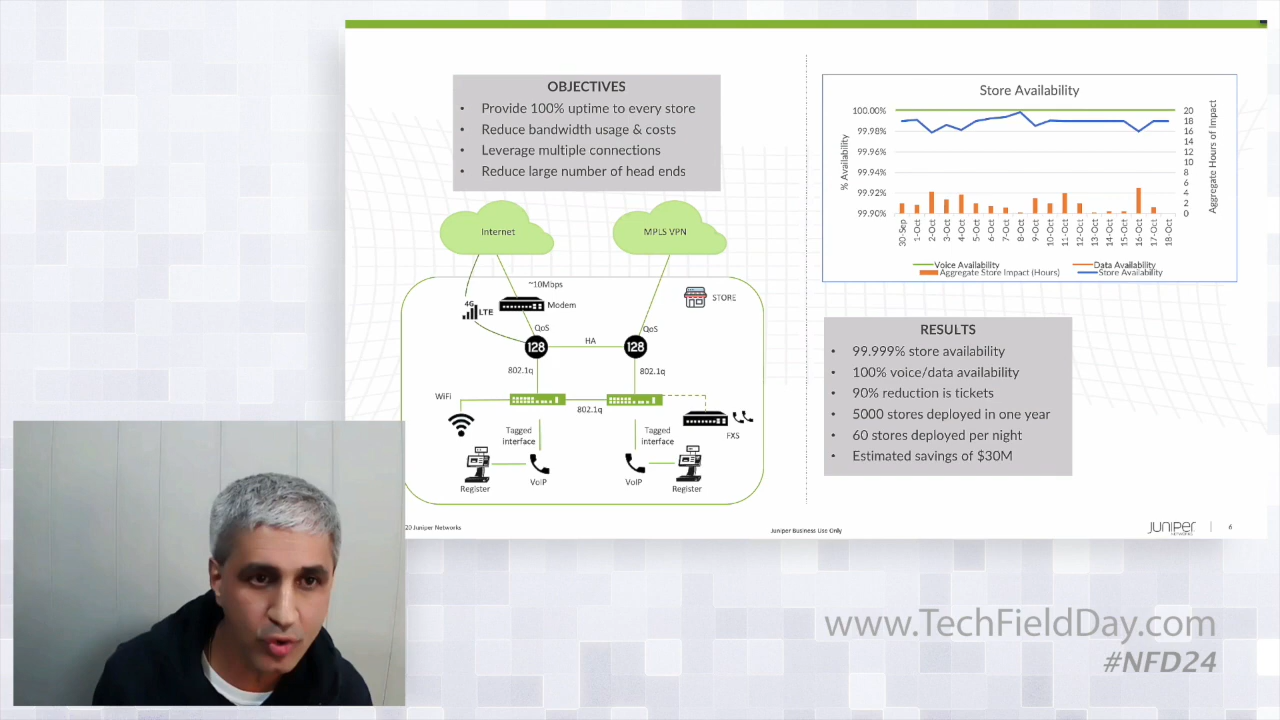 OBJECTIVES
• Provide 100% uptime to every store
• Reduce bandwidth usage & costs
• Leverage multiple connections
• Reduce large number of head ends
Internet
MPLS VPN
~10Mbps
4G
LTE
Modem
STORE
QoS
QoS
128
HA
128
802.1q
802.1q
WiFi
802.1q
FXS
Tagged
interface
Tagged
interface
Register
VoIP
VoIP
Register
Store Availability
% Availability
100.00%
99.98%
99.96%
99.94%
99.92%
99.90%
20
18
16
14
12
10
8
6
4
2
0
Aggregate Hours of Impact
30-Sep
1-Oct
2-Oct
3-Oct
4-Oct
5-Oct
6-Oct
7-Oct
8-Oct
9-Oct
10-Oct
11-Oct
12-Oct
13-Oct
14-Oct
15-Oct
16-Oct
17-Oct
18-Oct
Voice Availability
Data Availability
Aggregate Store Impact (Hours)
Store Availability
RESULTS
• 99.999% store availability
• 100% voice/data availability
• 90% reduction is tickets
• 5000 stores deployed in one year
• 60 stores deployed per night
• Estimated savings of $30M
20 Juniper Networks
Juniper Business Use Only
JUNIPER
NETWORKS
6
www.TechFieldDay.com
#NFD24